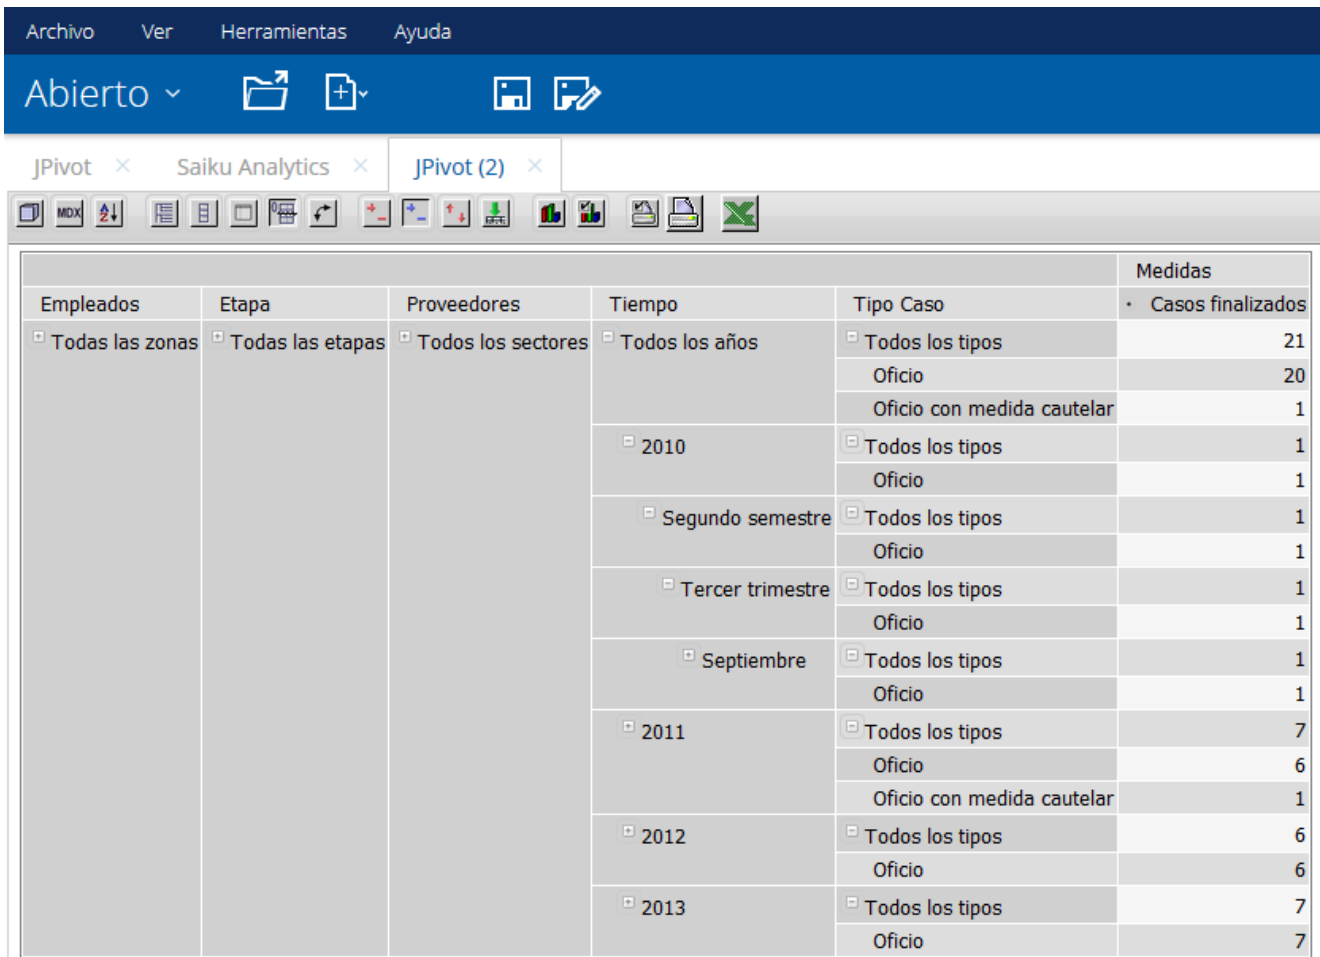 Archivo Ver Herramientas Ayuda
Abierto
JPivot Saiku Analytics JPivot (2)
MDX
Medidas
Empleados Etapa Proveedores Tiempo Tipo Caso Casos finalizados
Todas las zonas Todas las etapas Todos los sectores Todos los años Todos los tipos 21
Oficio 20
Oficio con medida cautelar 1
2010 Todos los tipos 1
Oficio 1
Segundo semestre Todos los tipos 1
Oficio 1
Tercer trimestre Todos los tipos 1
Oficio 1
Septiembre Todos los tipos 1
Oficio 1
2011 Todos los tipos 7
Oficio 6
Oficio con medida cautelar 1
2012 Todos los tipos 6
Oficio 6
2013 Todos los tipos 7
Oficio 7